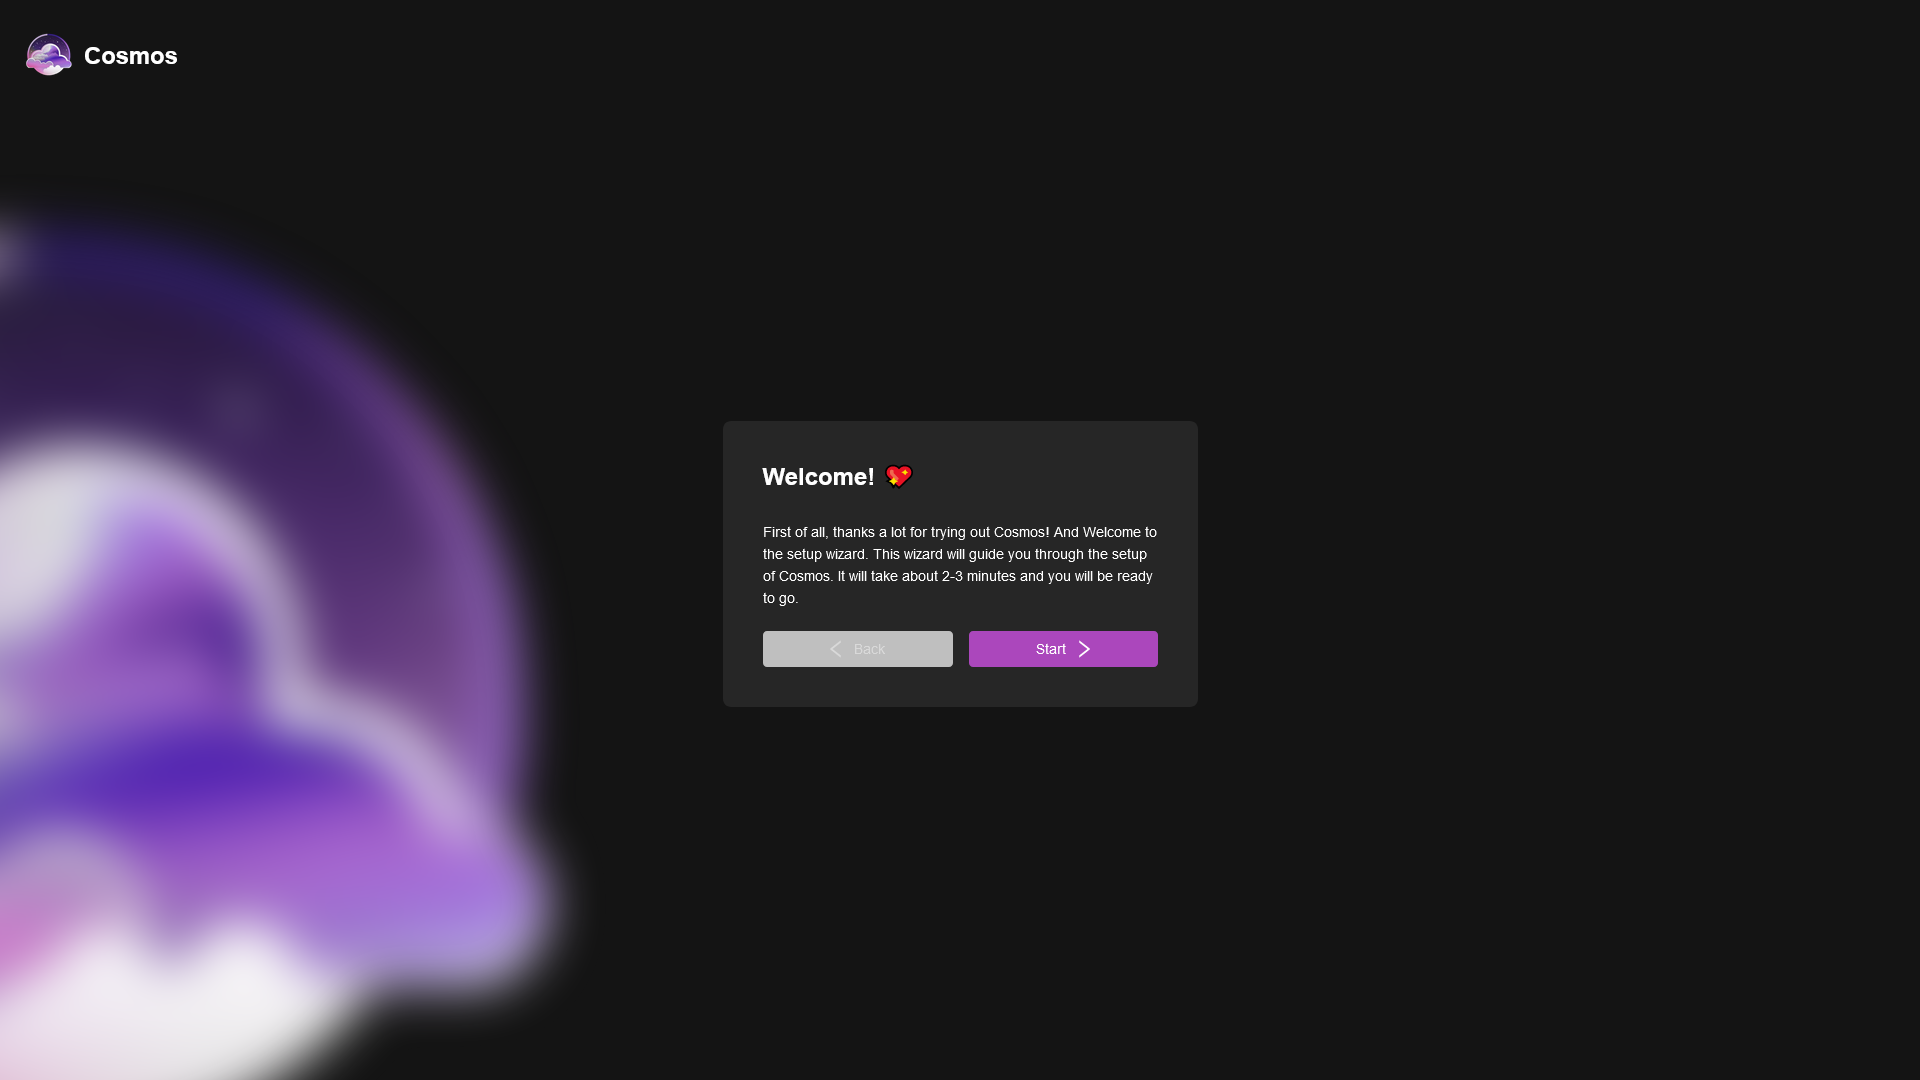 Cosmos
Welcome! 💖
First of all, thanks a lot for trying out Cosmos! And Welcome to
the setup wizard. This wizard will guide you through the setup
of Cosmos. It will take about 2-3 minutes and you will be ready
to go.
Back
Start